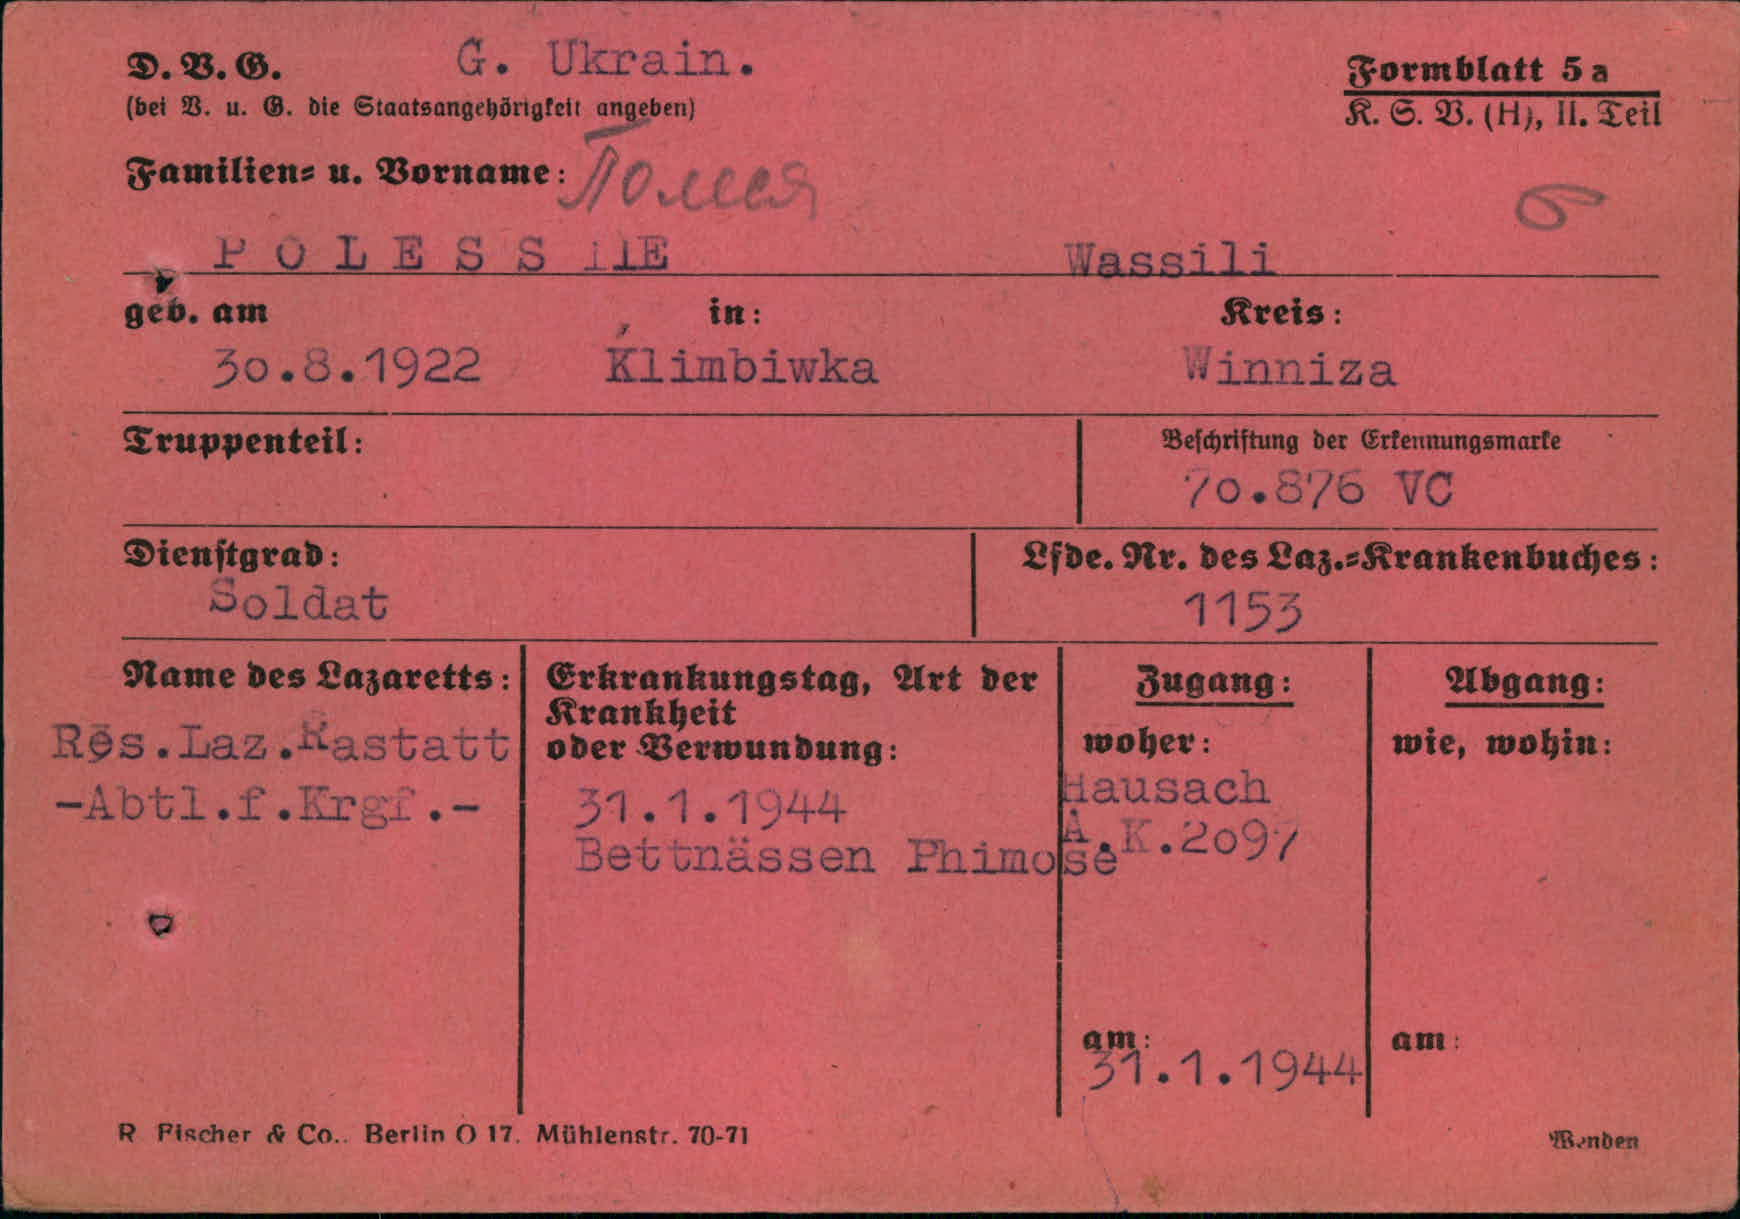 D. V. G. G. Ukrain.
Formblatt 5a
(bei V. u. G. die Staatsangehörigkeit angeben)
K. S. V. (H), II. Teil
Familien- u. Vorname:
6
POLESS Wassili
geb. am in: Kreis:
30.8.1922 Klimbiwka Winniza
Truppenteil: Beschriftung der Erkennungsmarke
70.876 VC
Dienstgrad: Lfde. Nr. des Laz.-Krankenbuches:
Soldat 1153
Name des Lazaretts:
Res.Laz.Rastatt
-Abtl.f.Krgf.-
Erkrankungstag, Art der
Krankheit
oder Verwundung:
31.1.1944
Bettnässen Phimose
Zugang:
woher:
Hausach
A.K.2097
am:
31.1.1944
Abgang:
wie, wohin:
am:
R Fischer & Co.. Berlin O 17. Mühlenstr. 70-71
Wenden